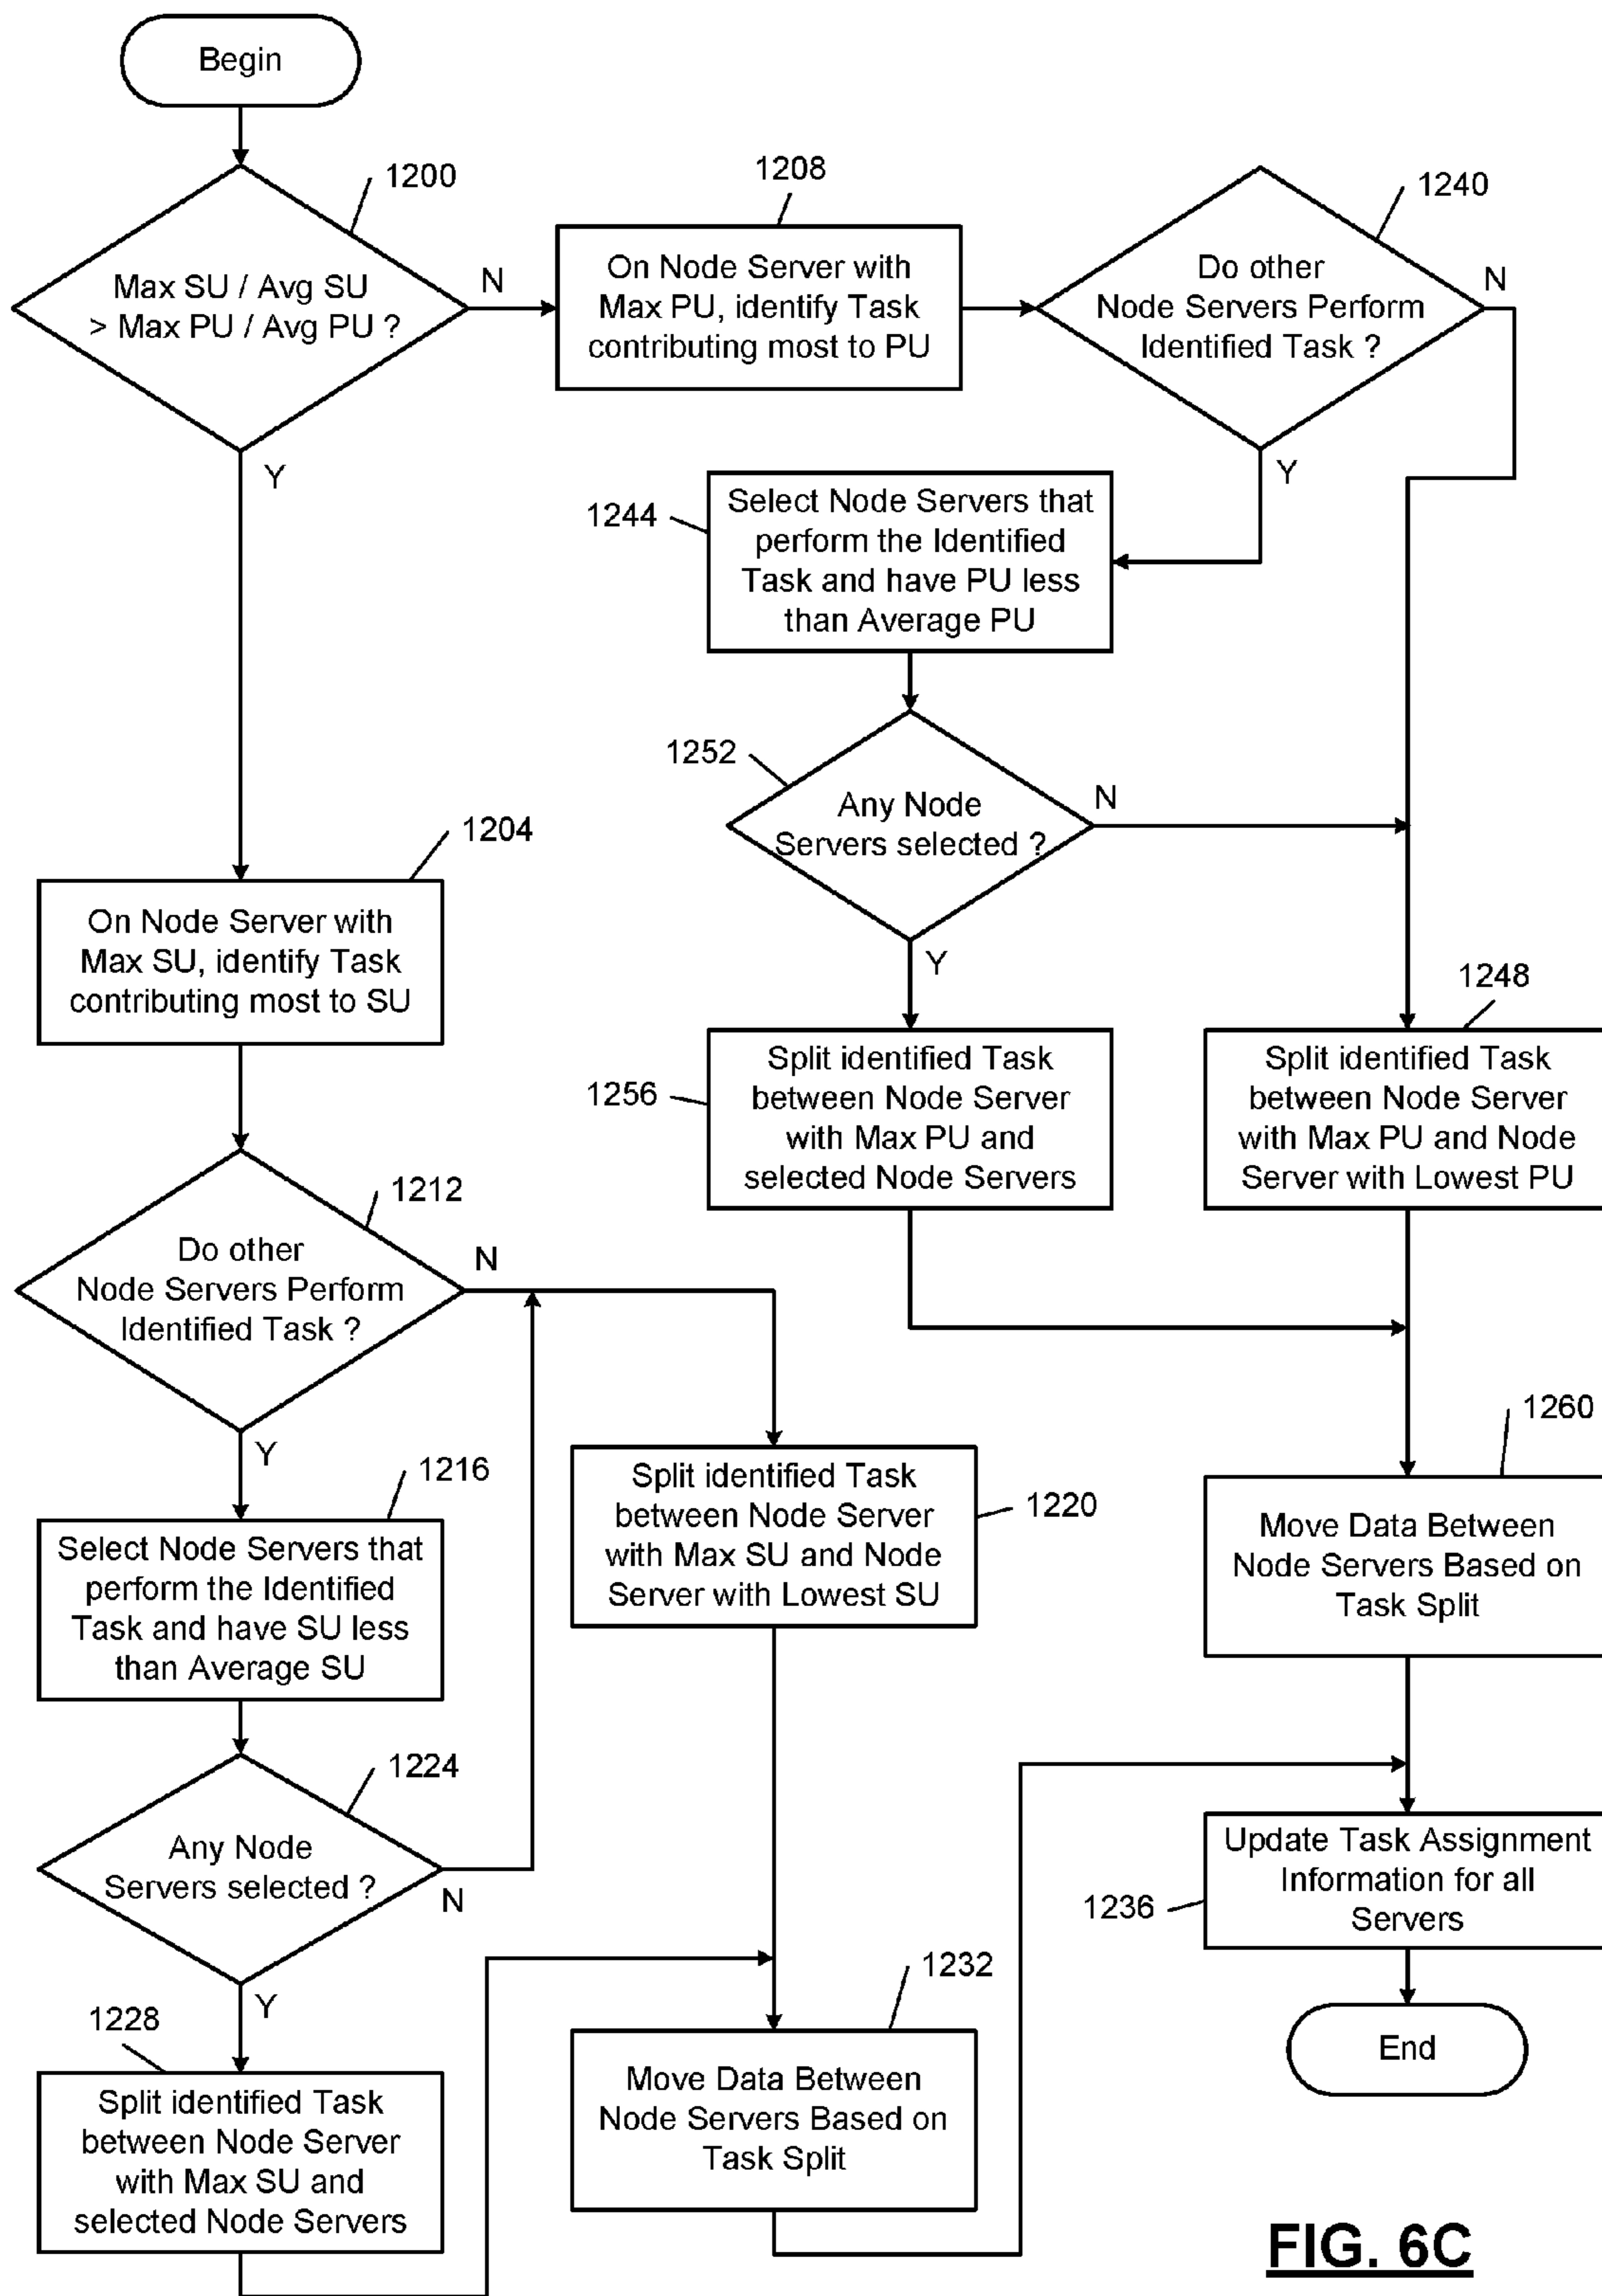 Begin
1200
Max SU / Avg SU
> Max PU / Avg PU ?
N
Y
1208
On Node Server with
Max PU, identify Task
contributing most to PU
1240
Do other
Node Servers Perform
Identified Task ?
N
Y
1244
Select Node Servers that
perform the Identified
Task and have PU less
than Average PU
1252
Any Node
Servers selected ?
N
Y
1204
On Node Server with
Max SU, identify Task
contributing most to SU
1256
Split identified Task
between Node Server
with Max PU and
selected Node Servers
1248
Split identified Task
between Node Server
with Max PU and Node
Server with Lowest PU
1212
Do other
Node Servers Perform
Identified Task ?
N
Y
1216
Select Node Servers that
perform the Identified
Task and have SU less
than Average SU
1220
Split identified Task
between Node Server
with Max SU and Node
Server with Lowest SU
1260
Move Data Between
Node Servers Based on
Task Split
1224
Any Node
Servers selected ?
N
Y
1228
Split identified Task
between Node Server
with Max SU and
selected Node Servers
1232
Move Data Between
Node Servers Based on
Task Split
1236
Update Task Assignment
Information for all
Servers
End
FIG. 6C